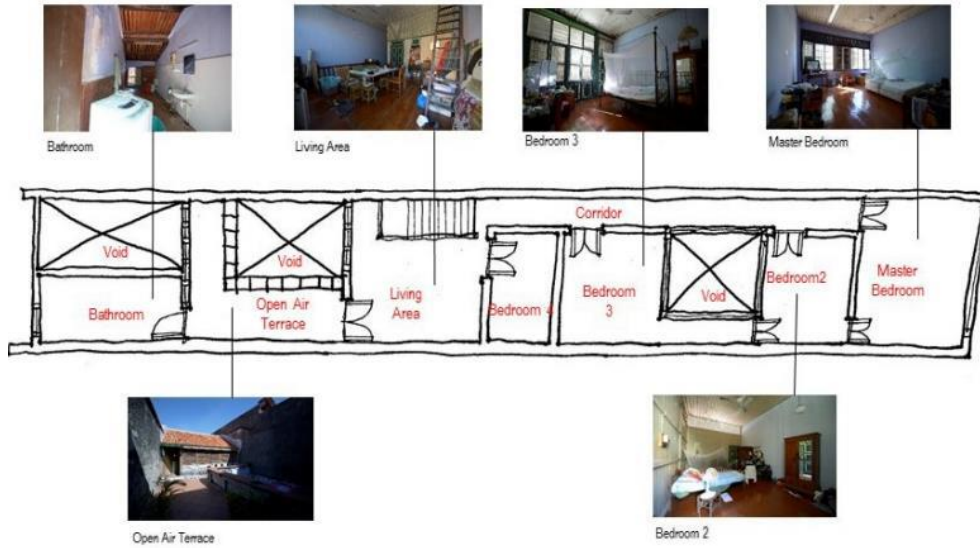 Bathroom
Living Area
Bedroom 3
Master Bedroom
Corridor
Void
Void
Void
Bathroom
Open Air
Terrace
Living
Area
Bedroom 4
Bedroom
3
Bedroom2
Master
Bedroom
Open Air Terrace
Bedroom 2